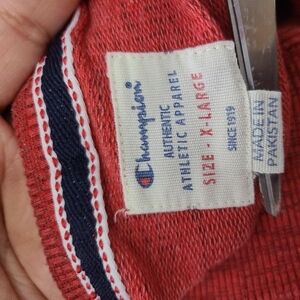 Champion
AUTHENTIC
ATHLETIC APPAREL
SIZE - X-LARGE
SINCE 1919
MADE IN
PAKISTAN